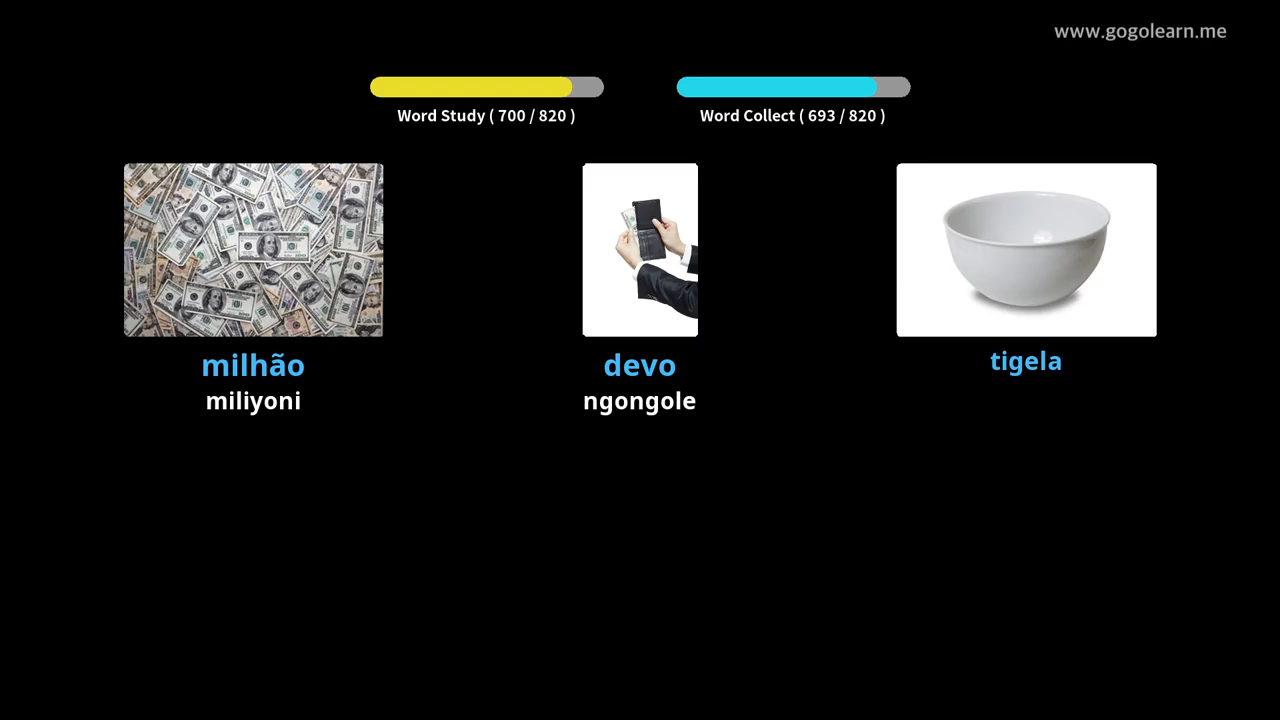 www.gogolearn.me
Word Study ( 700 / 820 )
Word Collect ( 693 / 820 )
milhão
miliyoni
devo
ngongole
tigela